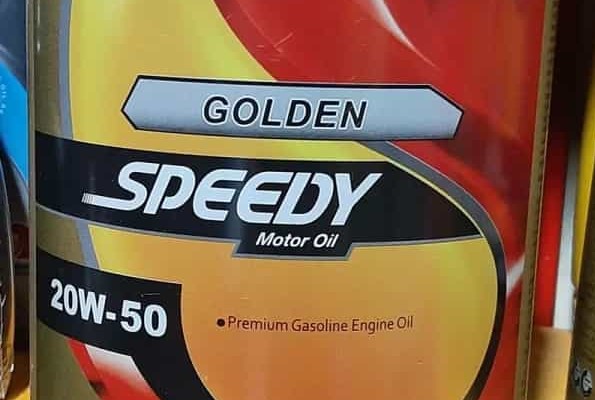 GOLDEN
SPEEDY
Motor Oil
20W-50
●Premium Gasoline Engine Oil